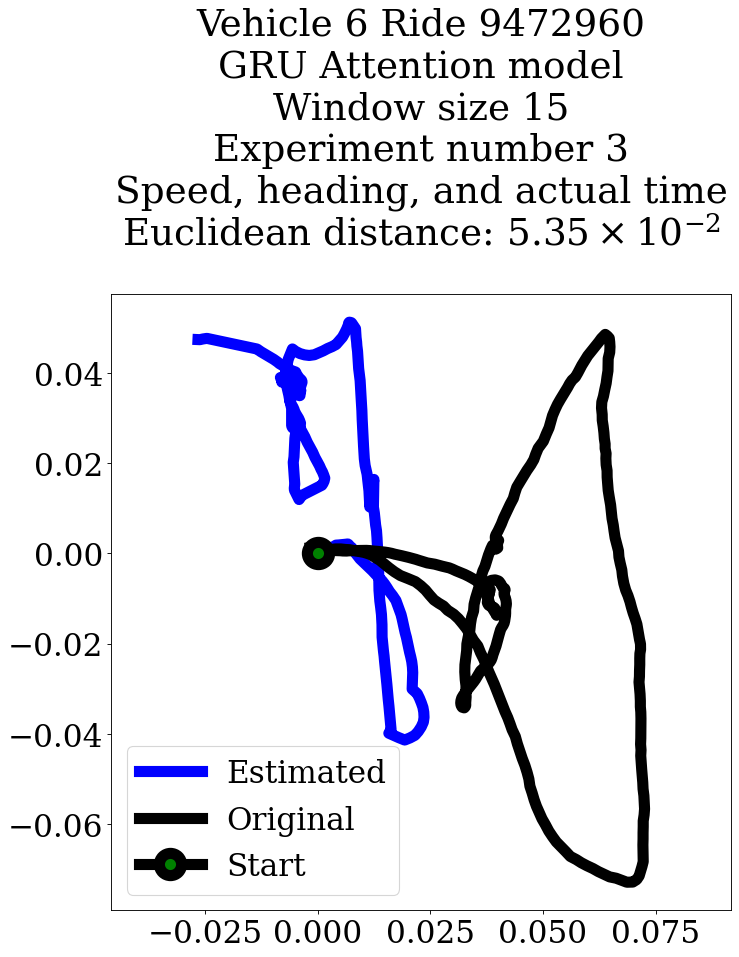 Vehicle 6 Ride 9472960
GRU Attention model
Window size 15
Experiment number 3
Speed, heading, and actual time
Euclidean distance: 5.35 × 10⁻²
0.04
0.02
0.00
−0.02
−0.04
−0.06
Estimated
Original
Start
−0.025 0.000 0.025 0.050 0.075